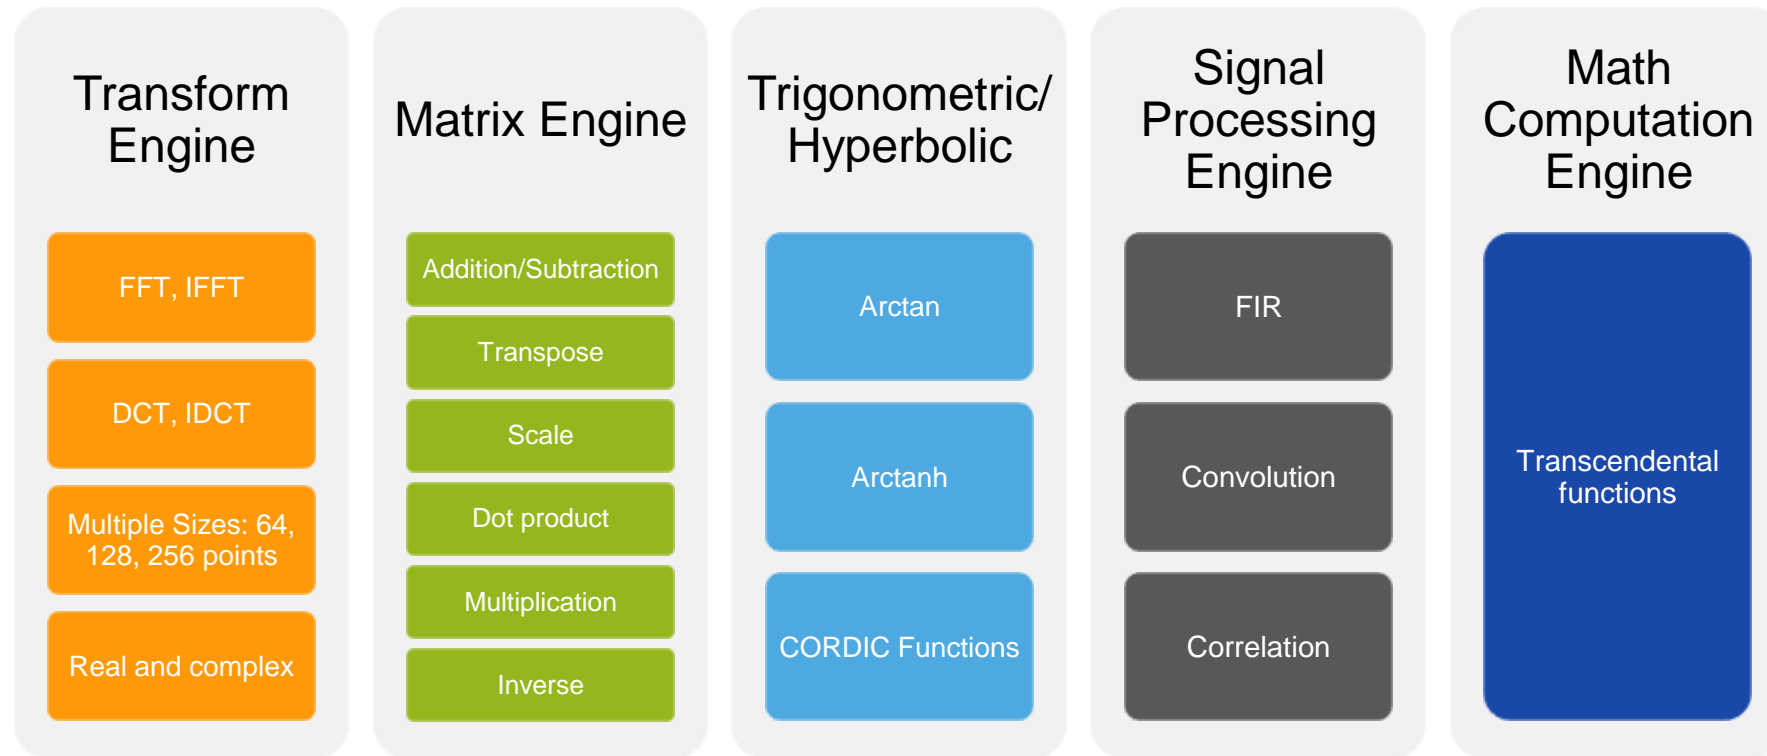 Transform
Engine
FFT, IFFT
DCT, IDCT
Multiple Sizes: 64,
128, 256 points
Real and complex
Matrix Engine
Addition/Subtraction
Transpose
Scale
Dot product
Multiplication
Inverse
Trigonometric/
Hyperbolic
Arctan
Arctanh
CORDIC Functions
Signal
Processing
Engine
FIR
Convolution
Correlation
Math
Computation
Engine
Transcendental
functions